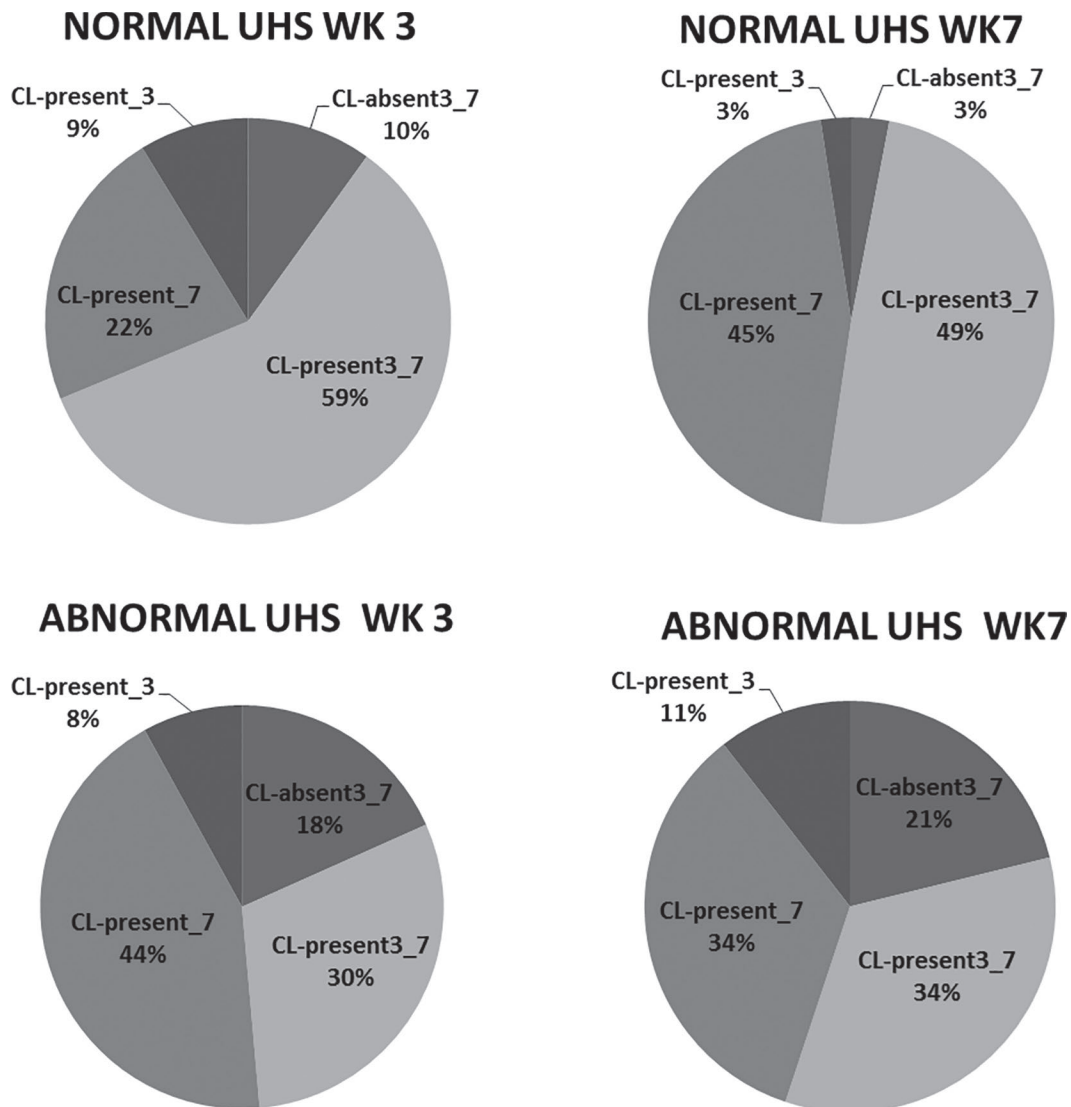 NORMAL UHS WK 3
CL-present_3
9%
CL-absent3_7
10%
CL-present_7
22%
CL-present3_7
59%
NORMAL UHS WK7
CL-present_3
3%
CL-absent3_7
3%
CL-present_7
45%
CL-present3_7
49%
ABNORMAL UHS WK 3
CL-present_3
8%
CL-absent3_7
18%
CL-present_7
44%
CL-present3_7
30%
ABNORMAL UHS WK7
CL-present_3
11%
CL-absent3_7
21%
CL-present_7
34%
CL-present3_7
34%